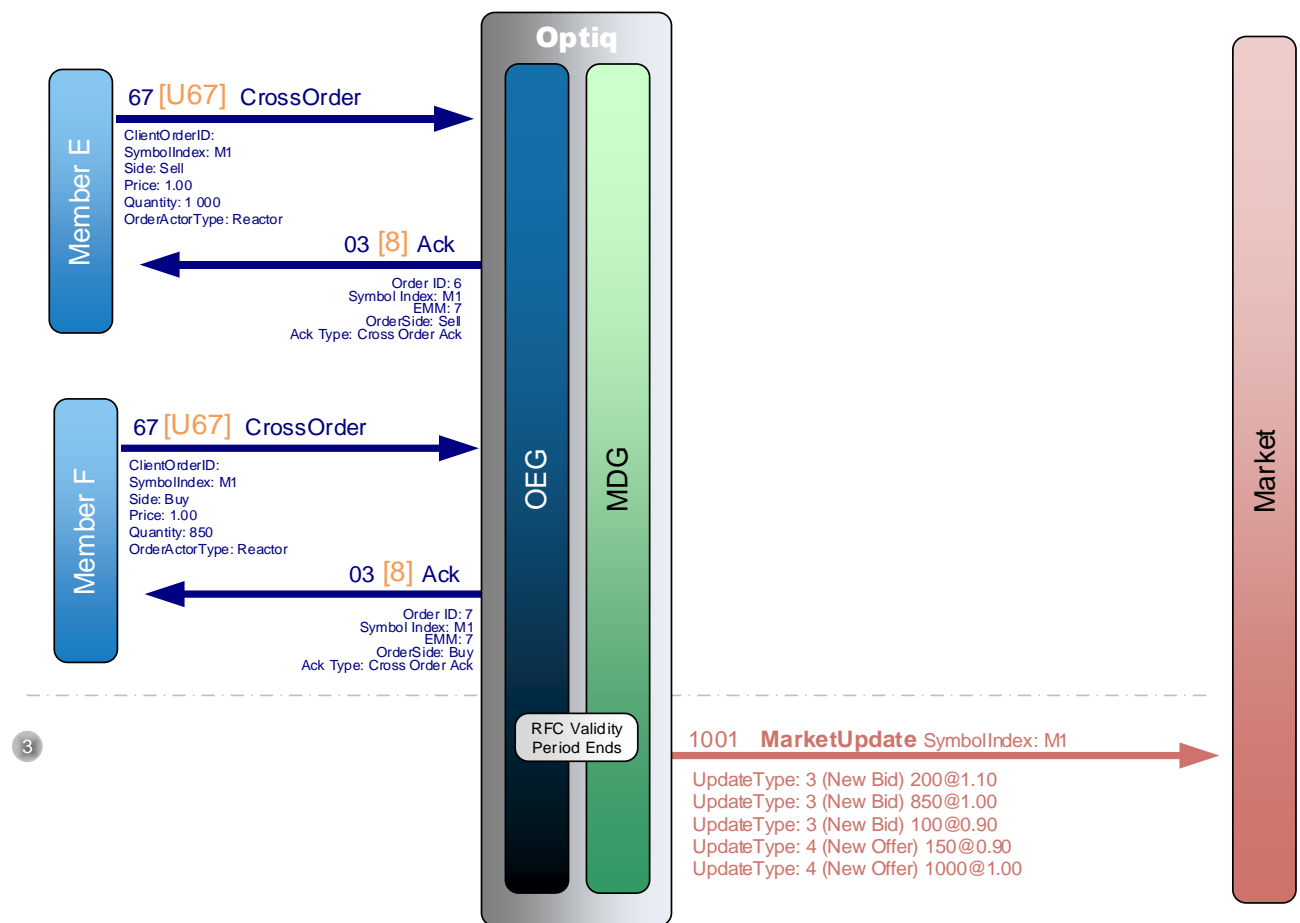 Optiq
Member E
67 [U67] CrossOrder
ClientOrderID:
SymbolIndex: M1
Side: Sell
Price: 1.00
Quantity: 1 000
OrderActorType: Reactor
03 [8] Ack
Order ID: 6
Symbol Index: M1
EMM: 7
OrderSide: Sell
Ack Type: Cross Order Ack
Member F
67 [U67] CrossOrder
ClientOrderID:
SymbolIndex: M1
Side: Buy
Price: 1.00
Quantity: 850
OrderActorType: Reactor
03 [8] Ack
Order ID: 7
Symbol Index: M1
EMM: 7
OrderSide: Buy
Ack Type: Cross Order Ack
OEG
MDG
Market
3
RFC Validity
Period Ends
1001 MarketUpdate SymbolIndex: M1
UpdateType: 3 (New Bid) 200@1.10
UpdateType: 3 (New Bid) 850@1.00
UpdateType: 3 (New Bid) 100@0.90
UpdateType: 4 (New Offer) 150@0.90
UpdateType: 4 (New Offer) 1000@1.00